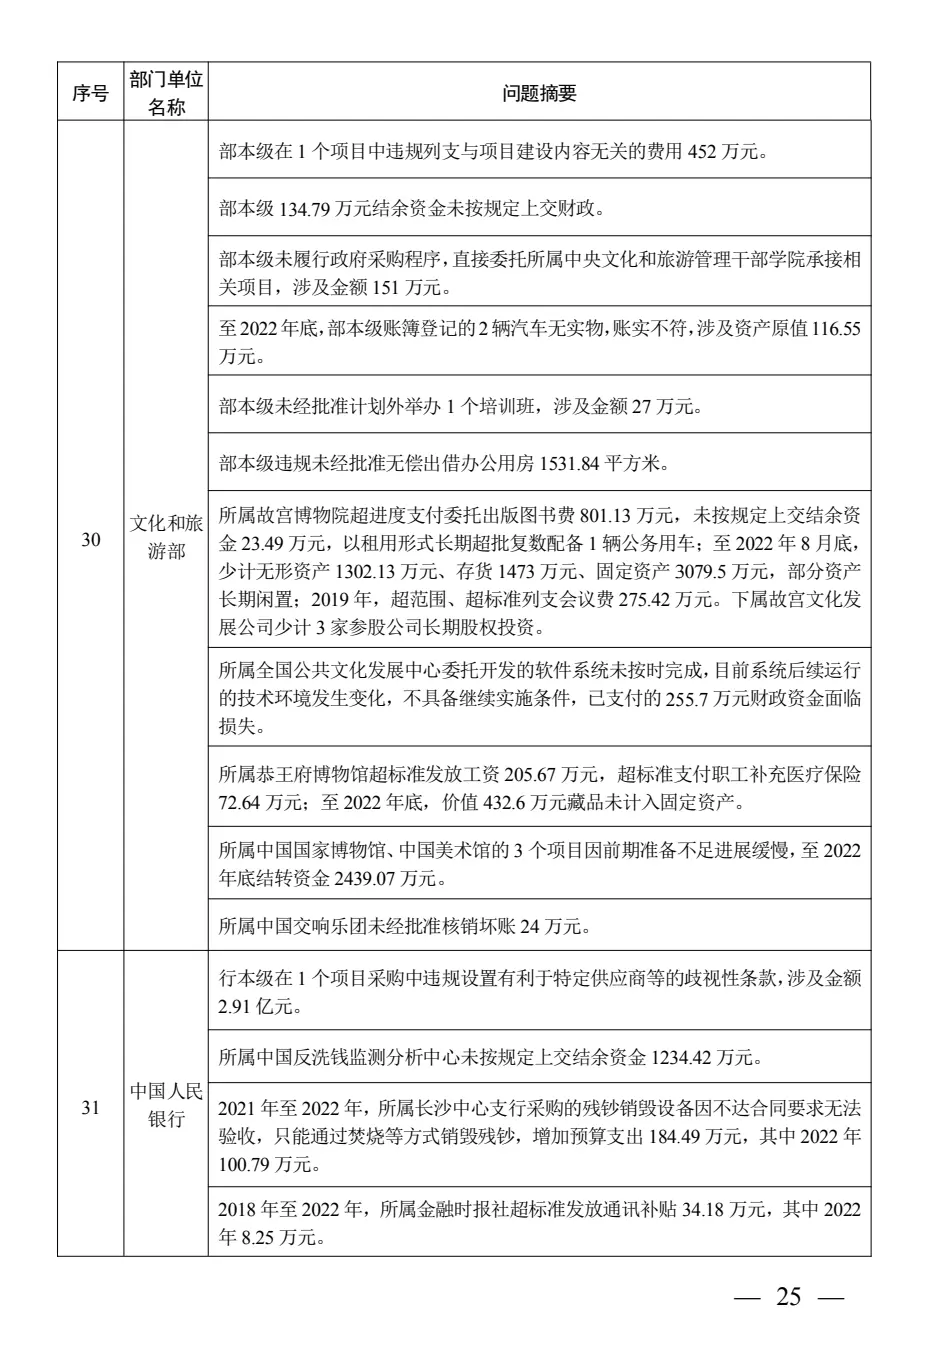 序号
部门单位
名称
问题摘要
部本级在 1 个项目中违规列支与项目建设内容无关的费用 452 万元。
部本级 134.79 万元结余资金未按规定上交财政。
部本级未履行政府采购程序，直接委托所属中央文化和旅游管理干部学院承接相
关项目，涉及金额 151 万元。
至 2022 年底，部本级账簿登记的 2 辆汽车无实物，账实不符，涉及资产原值 116.55
万元。
部本级未经批准计划外举办 1 个培训班，涉及金额 27 万元。
部本级违规未经批准无偿出借办公用房 1531.84 平方米。
30
文化和旅
游部
所属故宫博物院超进度支付委托出版图书费 801.13 万元，未按规定上交结余资
金 23.49 万元，以租用形式长期超批复数配备 1 辆公务用车；至 2022 年 8 月底，
少计无形资产 1302.13 万元、存货 1473 万元、固定资产 3079.5 万元，部分资产
长期闲置；2019 年，超范围、超标准列支会议费 275.42 万元。下属故宫文化发
展公司少计 3 家参股公司长期股权投资。
所属全国公共文化发展中心委托开发的软件系统未按时完成，目前系统后续运行
的技术环境发生变化，不具备继续实施条件，已支付的 255.7 万元财政资金面临
损失。
所属恭王府博物馆超标准发放工资 205.67 万元，超标准支付职工补充医疗保险
72.64 万元；至 2022 年底，价值 432.6 万元藏品未计入固定资产。
所属中国国家博物馆、中国美术馆的 3 个项目因前期准备不足进展缓慢，至 2022
年底结转资金 2439.07 万元。
所属中国交响乐团未经批准核销坏账 24 万元。
31
中国人民
银行
行本级在 1 个项目采购中违规设置有利于特定供应商等的歧视性条款，涉及金额
2.91 亿元。
所属中国反洗钱监测分析中心未按规定上交结余资金 1234.42 万元。
2021 年至 2022 年，所属长沙中心支行采购的残钞销毁设备因不达合同要求无法
验收，只能通过焚烧等方式销毁残钞，增加预算支出 184.49 万元，其中 2022 年
100.79 万元。
2018 年至 2022 年，所属金融时报社超标准发放通讯补贴 34.18 万元，其中 2022
年 8.25 万元。
— 25 —